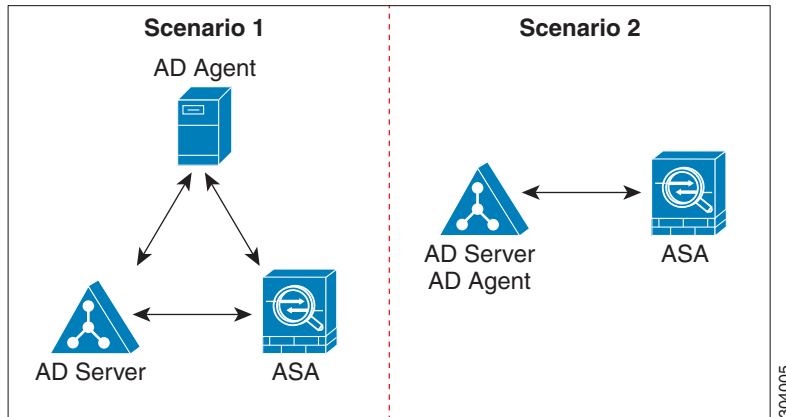 Scenario 1
AD Agent
AD Server
ASA
Scenario 2
AD Server
AD Agent
ASA
304005